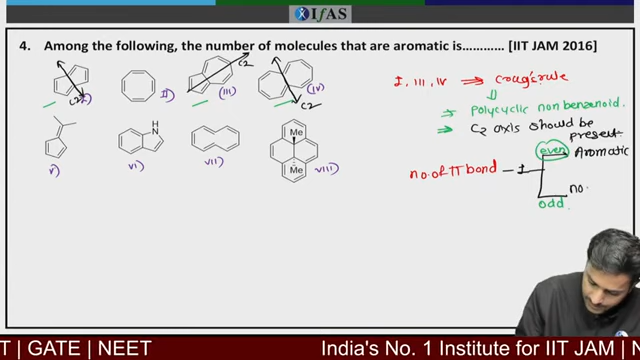 IfAS
4. Among the following, the number of molecules that are aromatic is............ [IIT JAM 2016]
C2 I)
II)
C2 (III)
(IV) C2
I, III, IV ⇒ craig's rule
⇒ Polycyclic non benzenoid.
⇒ C2 axis should be present.
even Aromatic
no. of π bond
no.
odd.
V)
H
N
VI)
VII)
Me
Me
VIII)
T | GATE | NEET India's No. 1 Institute for IIT JAM | N